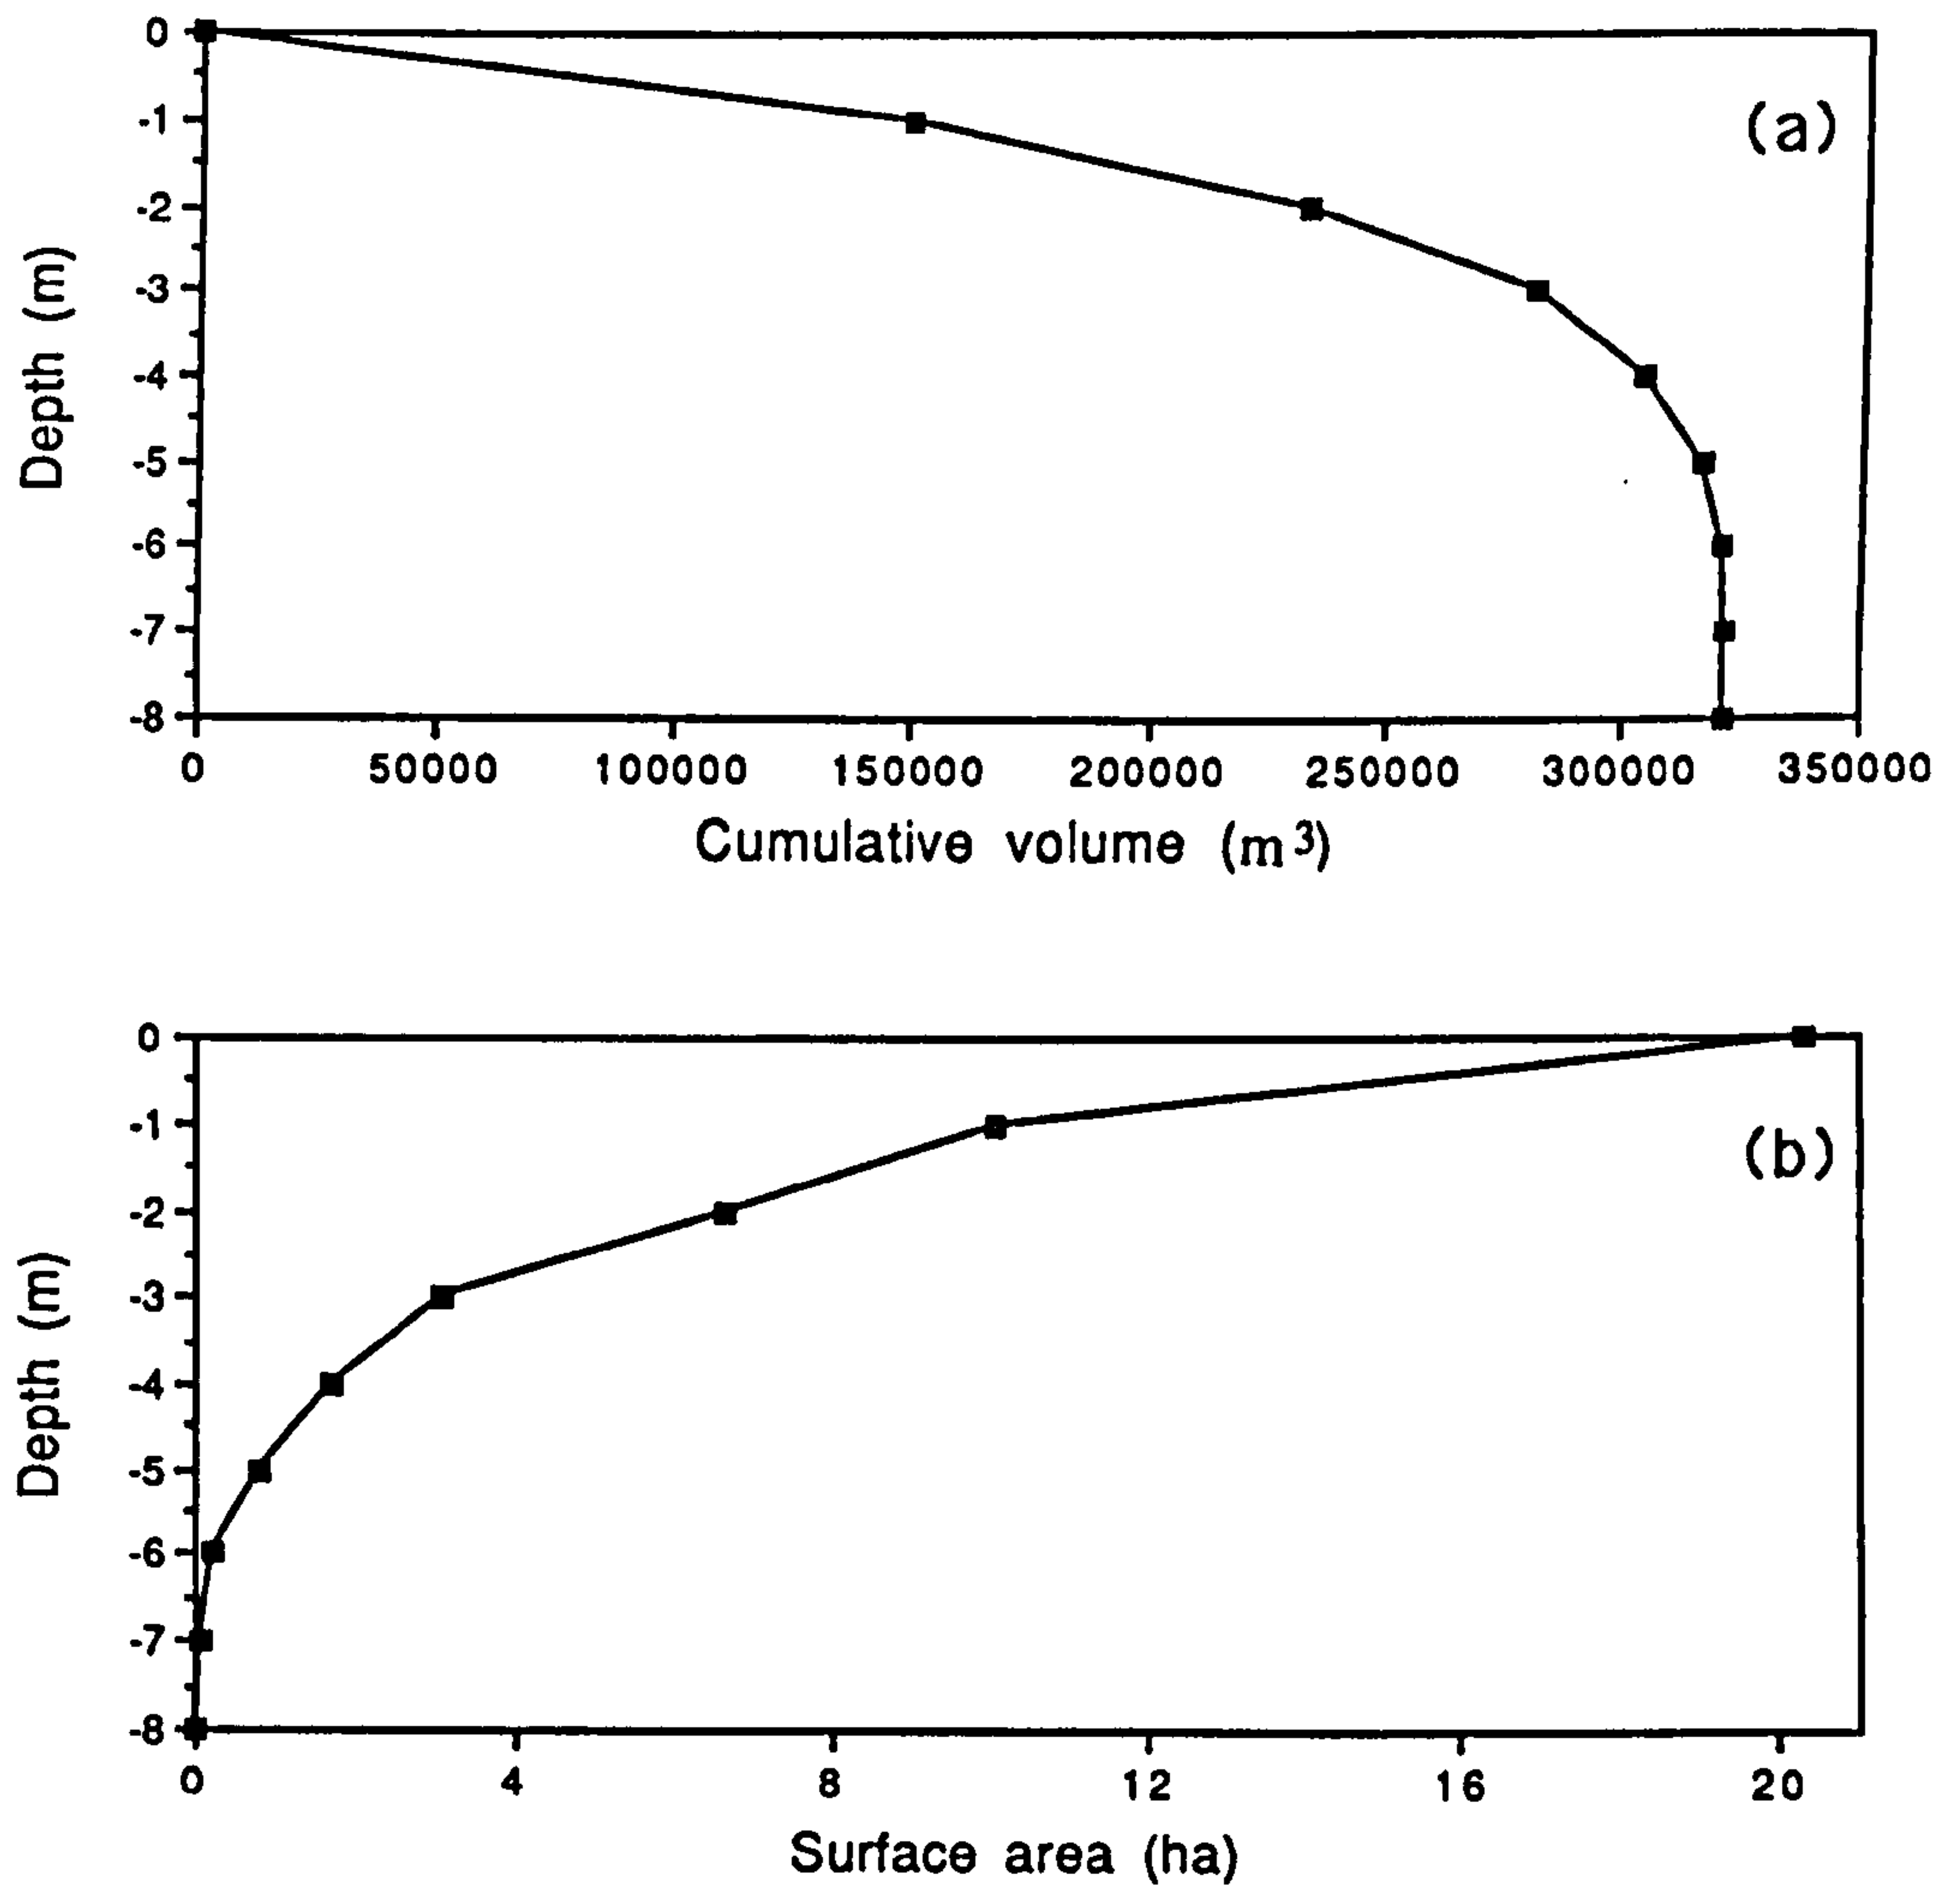 0
-1
-2
-3
-4
-5
-6
-7
-8
Depth (m)
(a)
0 50000 100000 150000 200000 250000 300000 350000
Cumulative volume (m³)
0
-1
-2
-3
-4
-5
-6
-7
-8
Depth (m)
(b)
0 4 8 12 16 20
Surface area (ha)